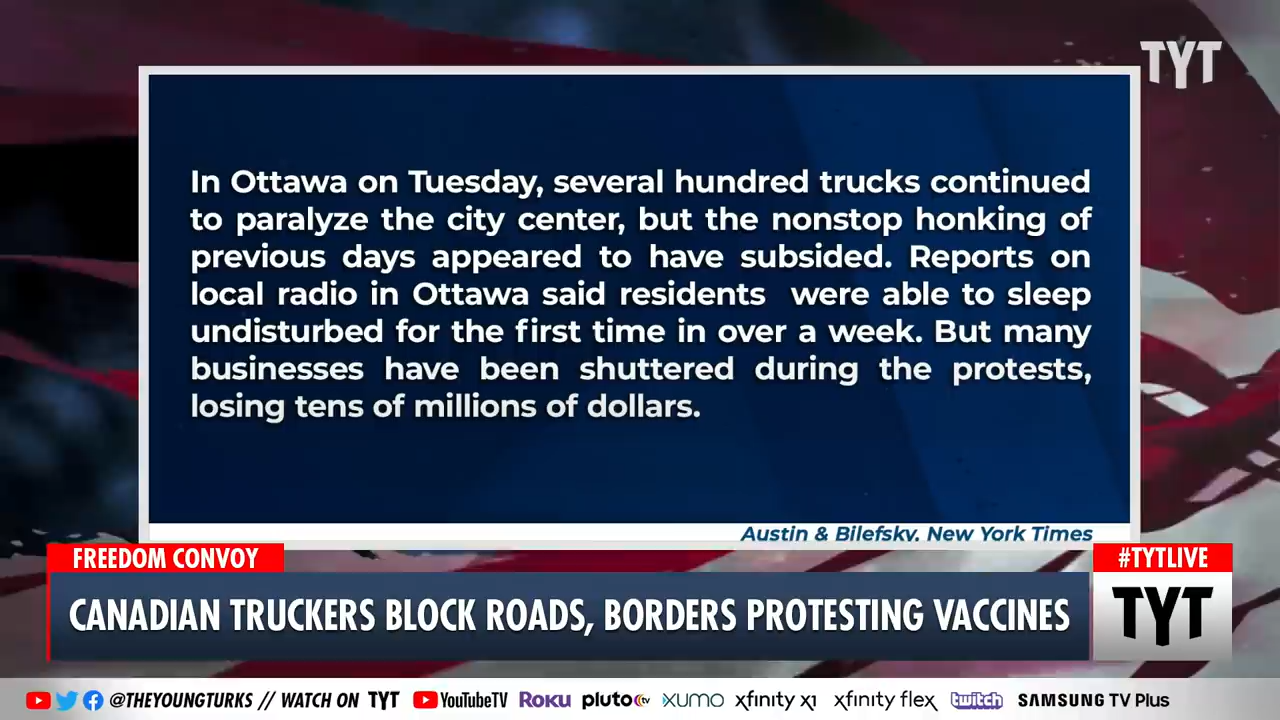 TYT
In Ottawa on Tuesday, several hundred trucks continued
to paralyze the city center, but the nonstop honking of
previous days appeared to have subsided. Reports on
local radio in Ottawa said residents were able to sleep
undisturbed for the first time in over a week. But many
businesses have been shuttered during the protests,
losing tens of millions of dollars.
Austin & Bilefsky, New York Times
FREEDOM CONVOY
#TYTLIVE
CANADIAN TRUCKERS BLOCK ROADS, BORDERS PROTESTING VACCINES
TYT
@THEYOUNGTURKS // WATCH ON TYT YouTubeTV Roku pluto tv xumo xfinity x1 xfinity flex twitch SAMSUNG TV Plus